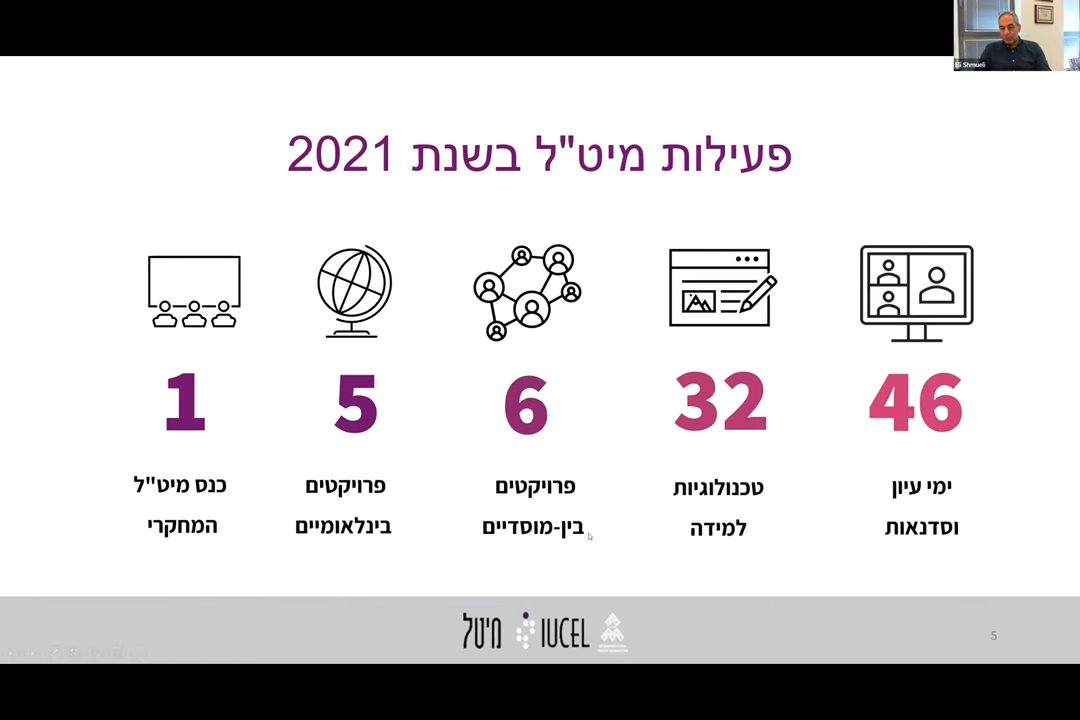 Eli Shmueli
פעילות מיט"ל בשנת 2021
46
ימי עיון
וסדנאות
32
טכנולוגיות
למידה
6
פרויקטים
בין-מוסדיים
5
פרויקטים
בינלאומיים
1
כנס מיט"ל
המחקרי
מיטל IUCEL
5